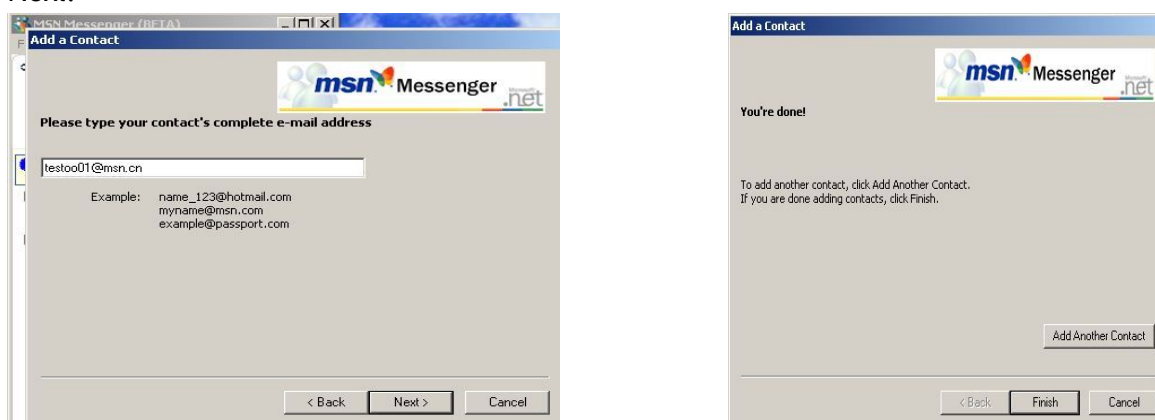 MSN Messenger (BETA)
Add a Contact
msn Messenger
.net
Please type your contact's complete e-mail address
testoo01@msn.cn
Example: name_123@hotmail.com
myname@msn.com
example@passport.com
< Back Next > Cancel
Add a Contact
msn Messenger
.net
You're done!
To add another contact, click Add Another Contact.
If you are done adding contacts, click Finish.
Add Another Contact
< Back Finish Cancel